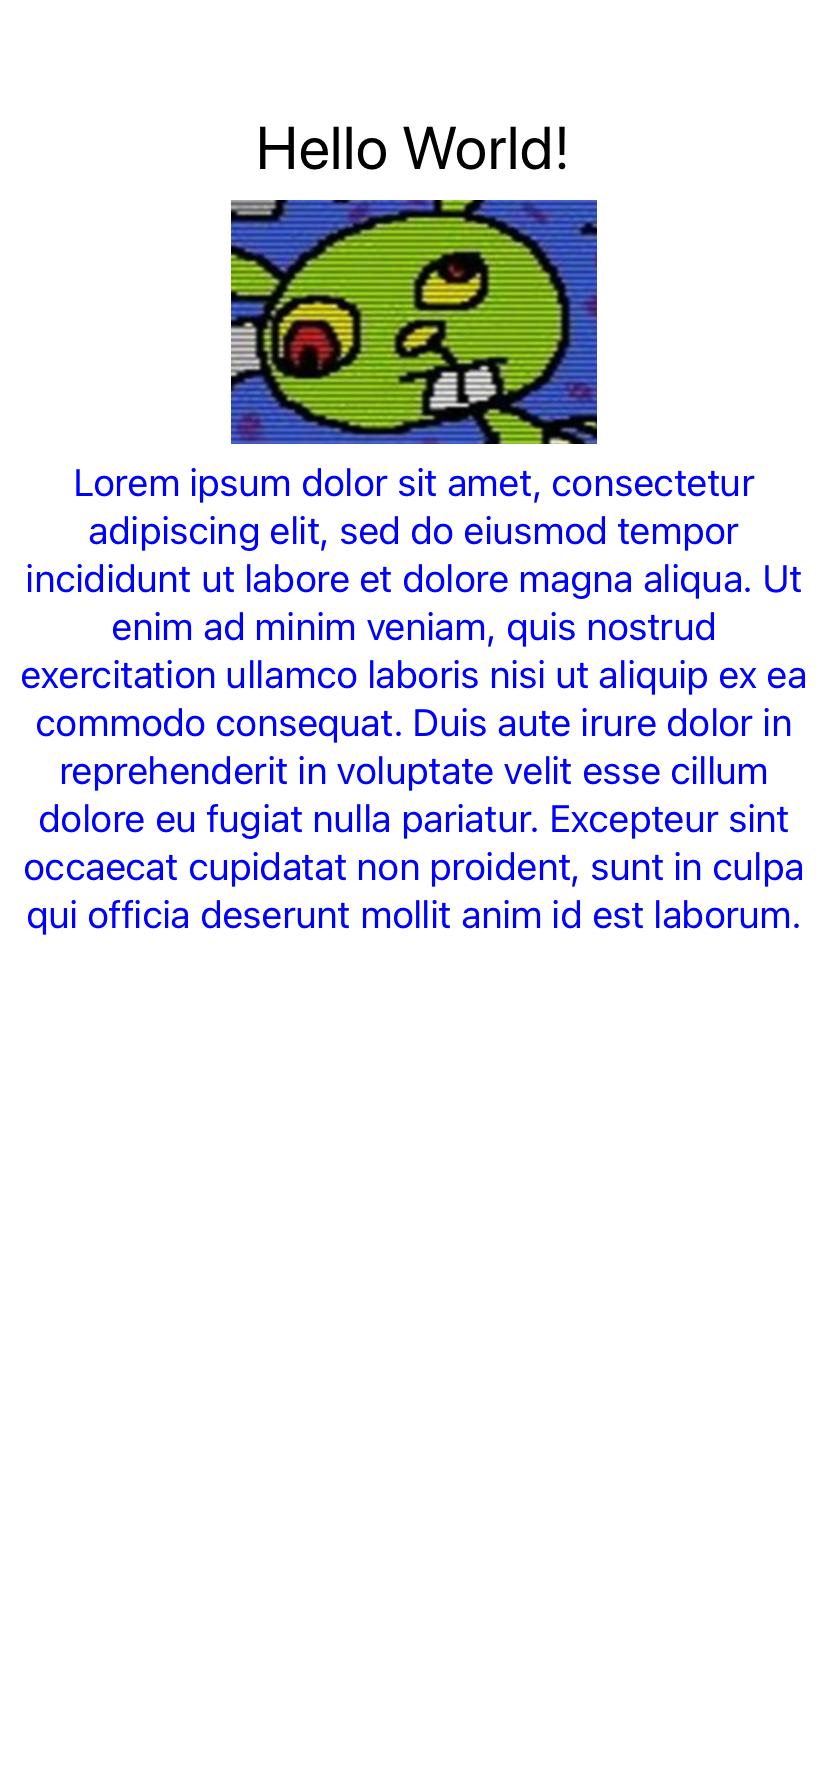 Hello World!
Lorem ipsum dolor sit amet, consectetur
adipiscing elit, sed do eiusmod tempor
incididunt ut labore et dolore magna aliqua. Ut
enim ad minim veniam, quis nostrud
exercitation ullamco laboris nisi ut aliquip ex ea
commodo consequat. Duis aute irure dolor in
reprehenderit in voluptate velit esse cillum
dolore eu fugiat nulla pariatur. Excepteur sint
occaecat cupidatat non proident, sunt in culpa
qui officia deserunt mollit anim id est laborum.